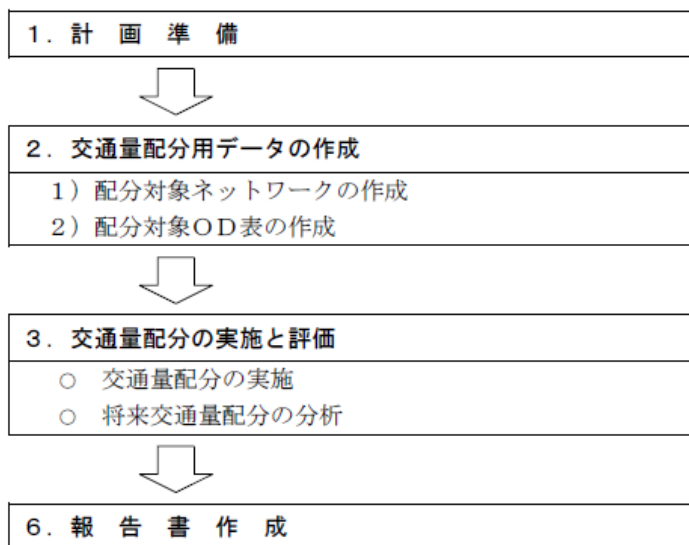 1．計　画　準　備
2．交通量配分用データの作成
1）配分対象ネットワークの作成
2）配分対象ＯＤ表の作成
3．交通量配分の実施と評価
○　交通量配分の実施
○　将来交通量配分の分析
6．報　告　書　作　成